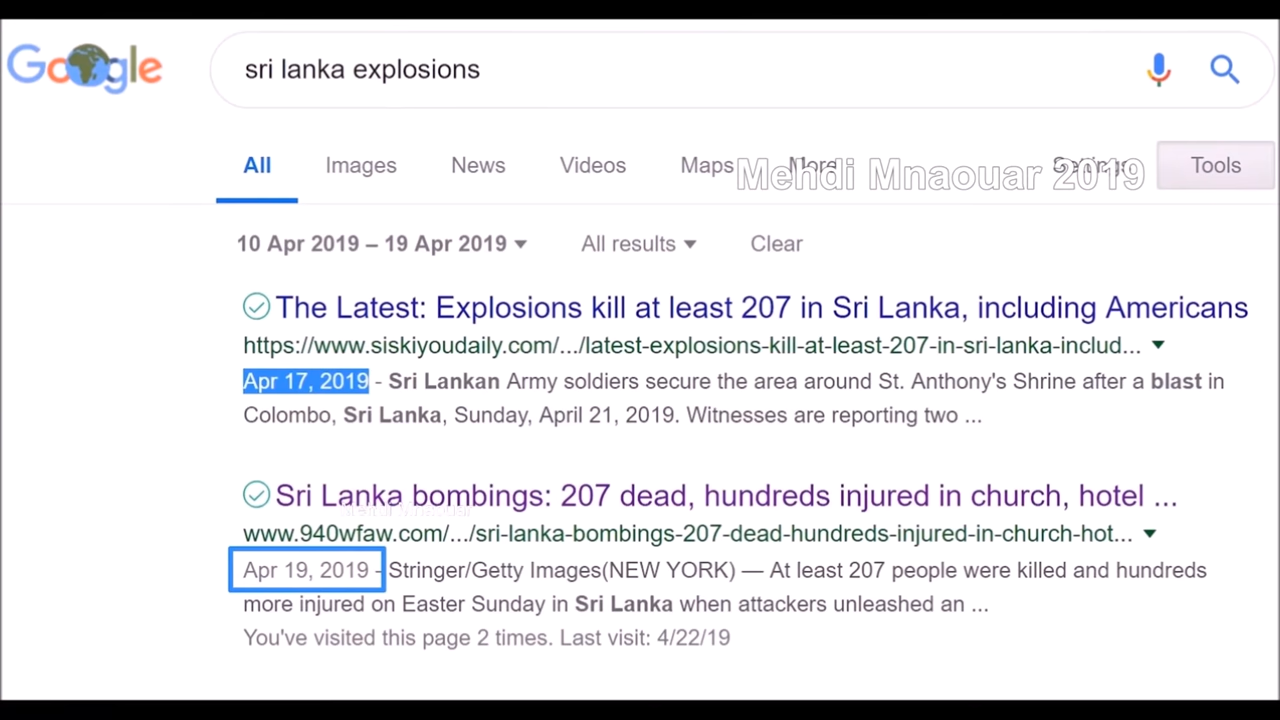 Google
sri lanka explosions
All Images News Videos Maps More Settings Tools
Mehdi Mnaouar 2019
10 Apr 2019 – 19 Apr 2019 All results Clear
The Latest: Explosions kill at least 207 in Sri Lanka, including Americans
https://www.siskiyoudaily.com/.../latest-explosions-kill-at-least-207-in-sri-lanka-includ...
Apr 17, 2019 - Sri Lankan Army soldiers secure the area around St. Anthony's Shrine after a blast in
Colombo, Sri Lanka, Sunday, April 21, 2019. Witnesses are reporting two ...
Sri Lanka bombings: 207 dead, hundreds injured in church, hotel ...
www.940wfaw.com/.../sri-lanka-bombings-207-dead-hundreds-injured-in-church-hot...
Apr 19, 2019 - Stringer/Getty Images(NEW YORK) — At least 207 people were killed and hundreds
more injured on Easter Sunday in Sri Lanka when attackers unleashed an ...
You've visited this page 2 times. Last visit: 4/22/19